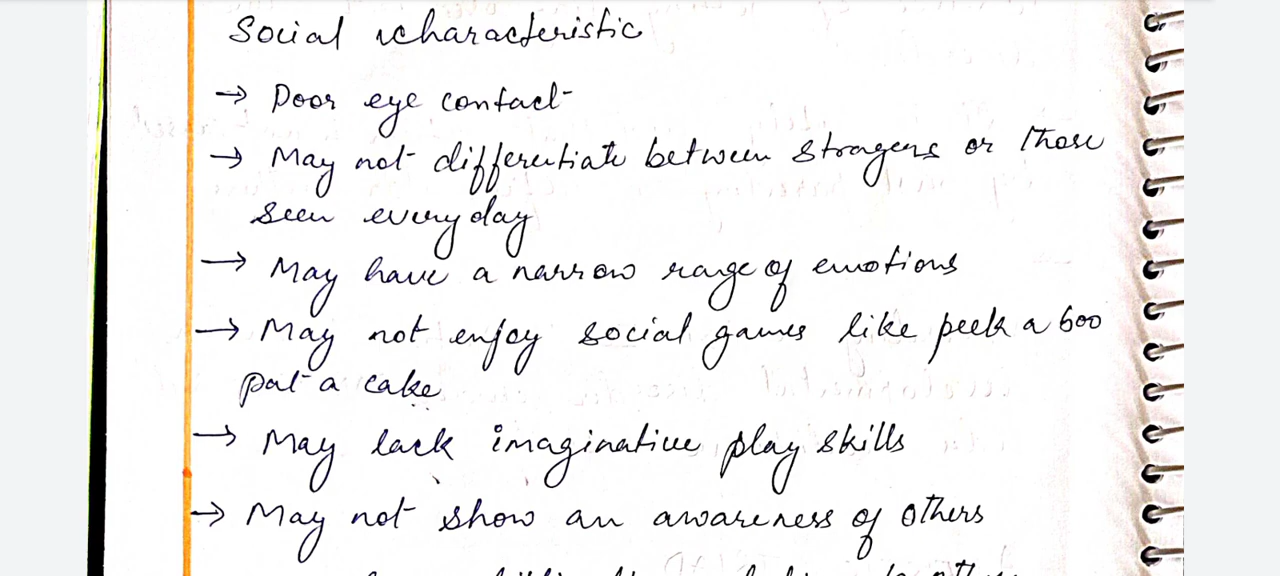 Social characteristic
→ Poor eye contact
→ May not differentiate between stragens or those
seen everyday
→ May have a narrow range of emotions
→ May not enjoy social games like peek a boo
pat a cake
→ May lack imaginative play skills
→ May not show an awareness of others